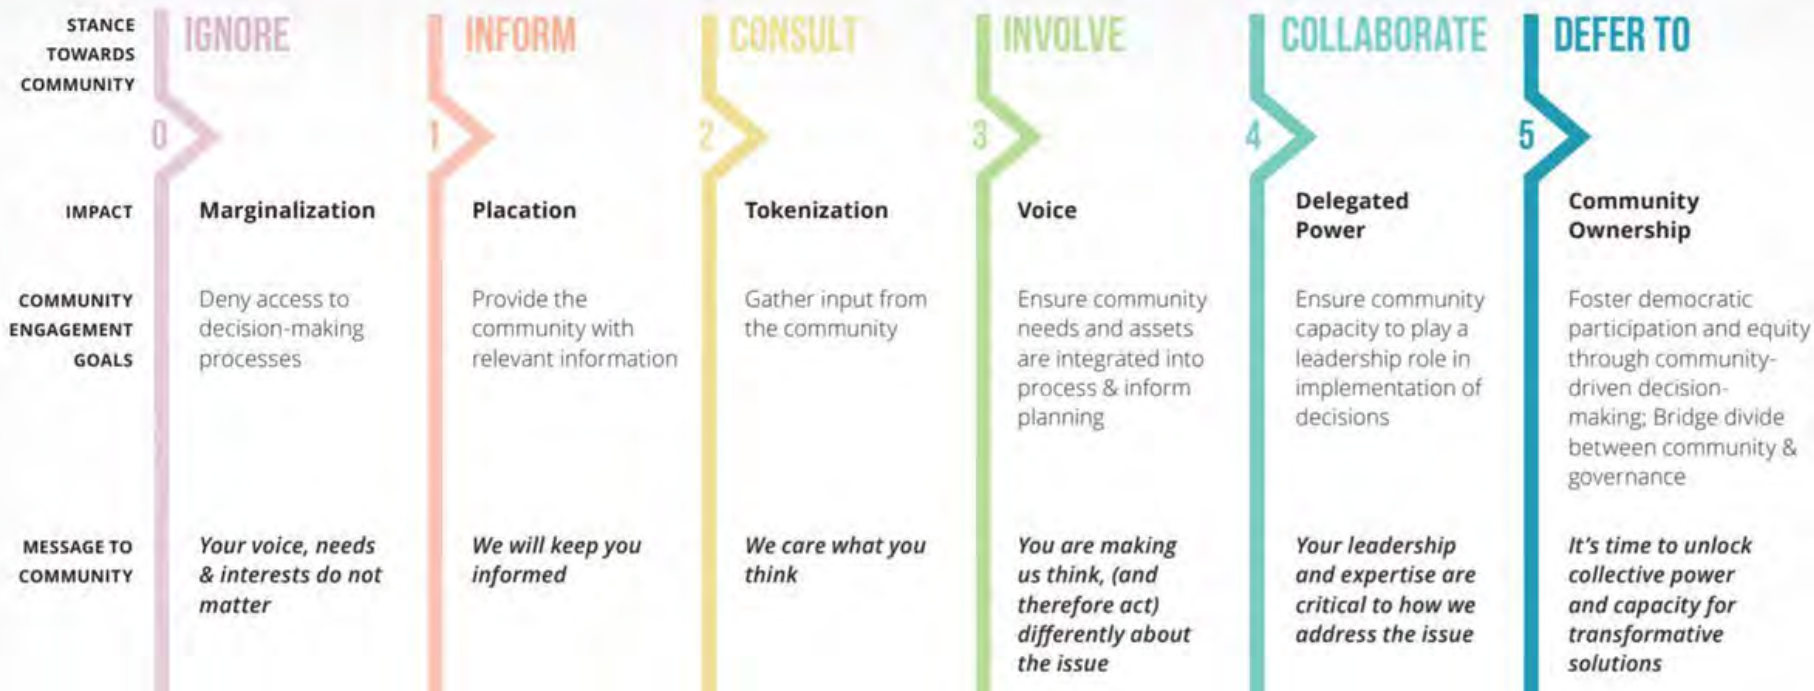 STANCE
TOWARDS
COMMUNITY
IGNORE
INFORM
CONSULT
INVOLVE
COLLABORATE
DEFER TO
0
1
2
3
4
5
IMPACT
Marginalization
Placation
Tokenization
Voice
Delegated
Power
Community
Ownership
COMMUNITY
ENGAGEMENT
GOALS
Deny access to
decision-making
processes
Provide the
community with
relevant information
Gather input from
the community
Ensure community
needs and assets
are integrated into
process & inform
planning
Ensure community
capacity to play a
leadership role in
implementation of
decisions
Foster democratic
participation and equity
through community-
driven decision-
making; Bridge divide
between community &
governance
MESSAGE TO
COMMUNITY
Your voice, needs
& interests do not
matter
We will keep you
informed
We care what you
think
You are making
us think, (and
therefore act)
differently about
the issue
Your leadership
and expertise are
critical to how we
address the issue
It's time to unlock
collective power
and capacity for
transformative
solutions